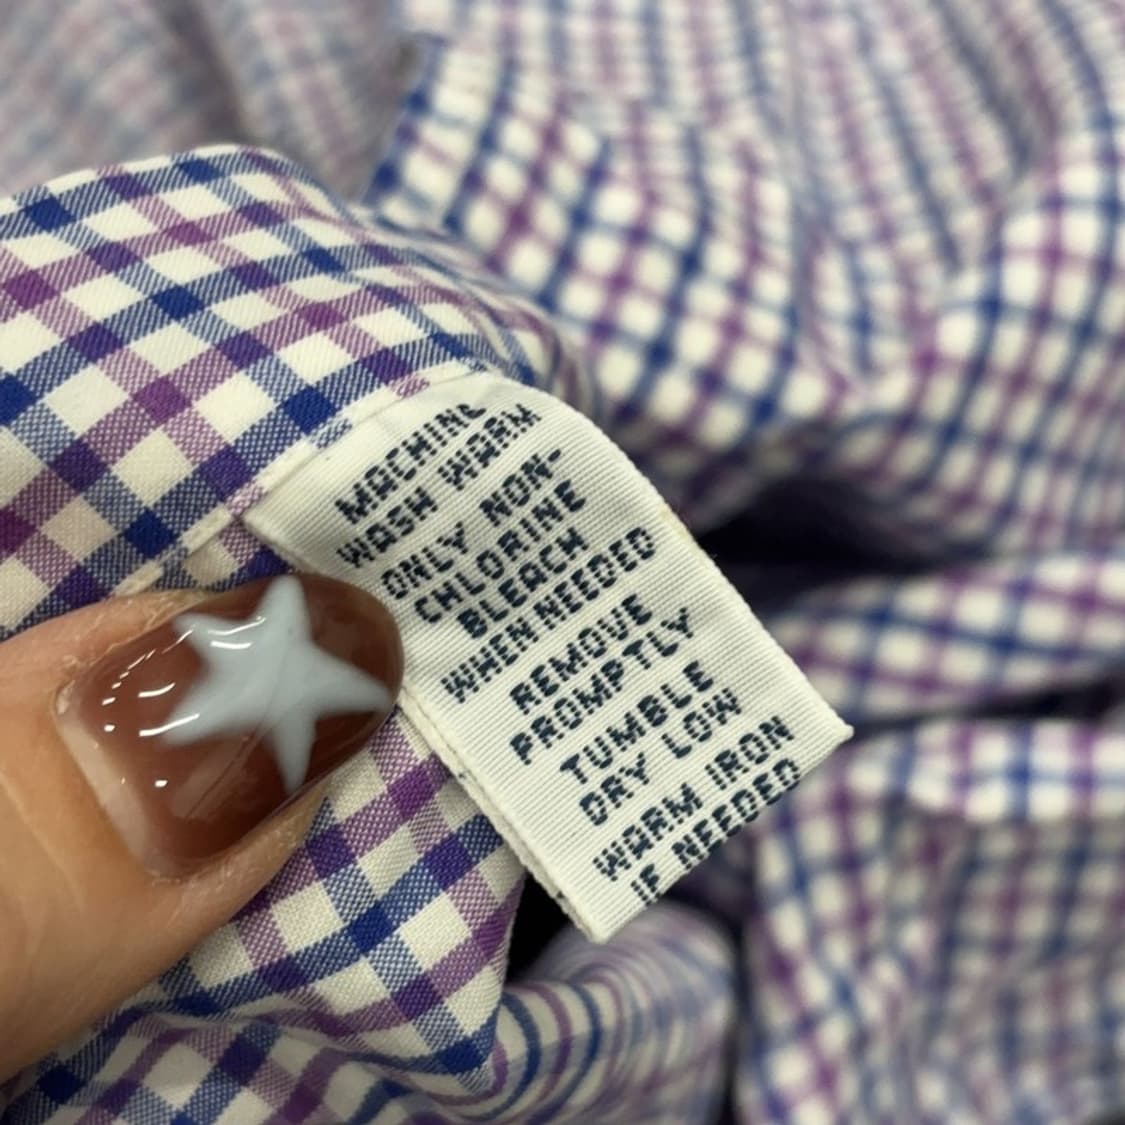 MACHINE
WASH WARM
ONLY NON-
CHLORINE
BLEACH
WHEN NEEDED
REMOVE
PROMPTLY
TUMBLE
DRY LOW
WARM IRON
IF NEEDED